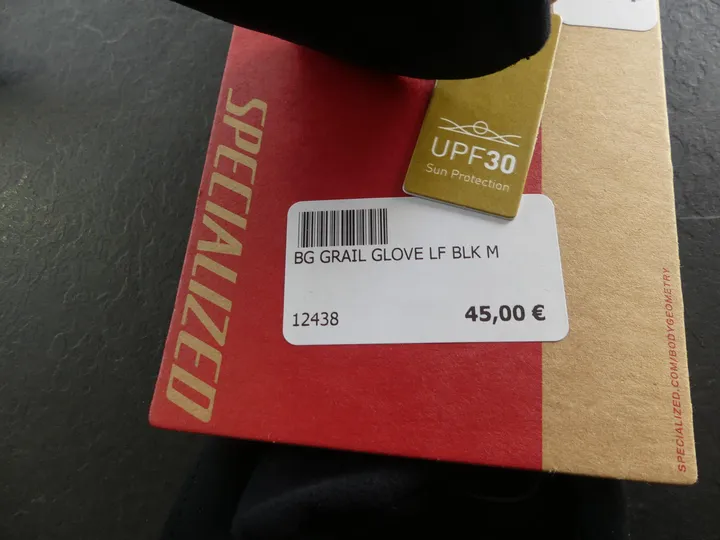 SPECIALIZED
UPF30
Sun Protection
BG GRAIL GLOVE LF BLK M
12438
45,00 €
SPECIALIZED.COM/BODYGEOMETRY